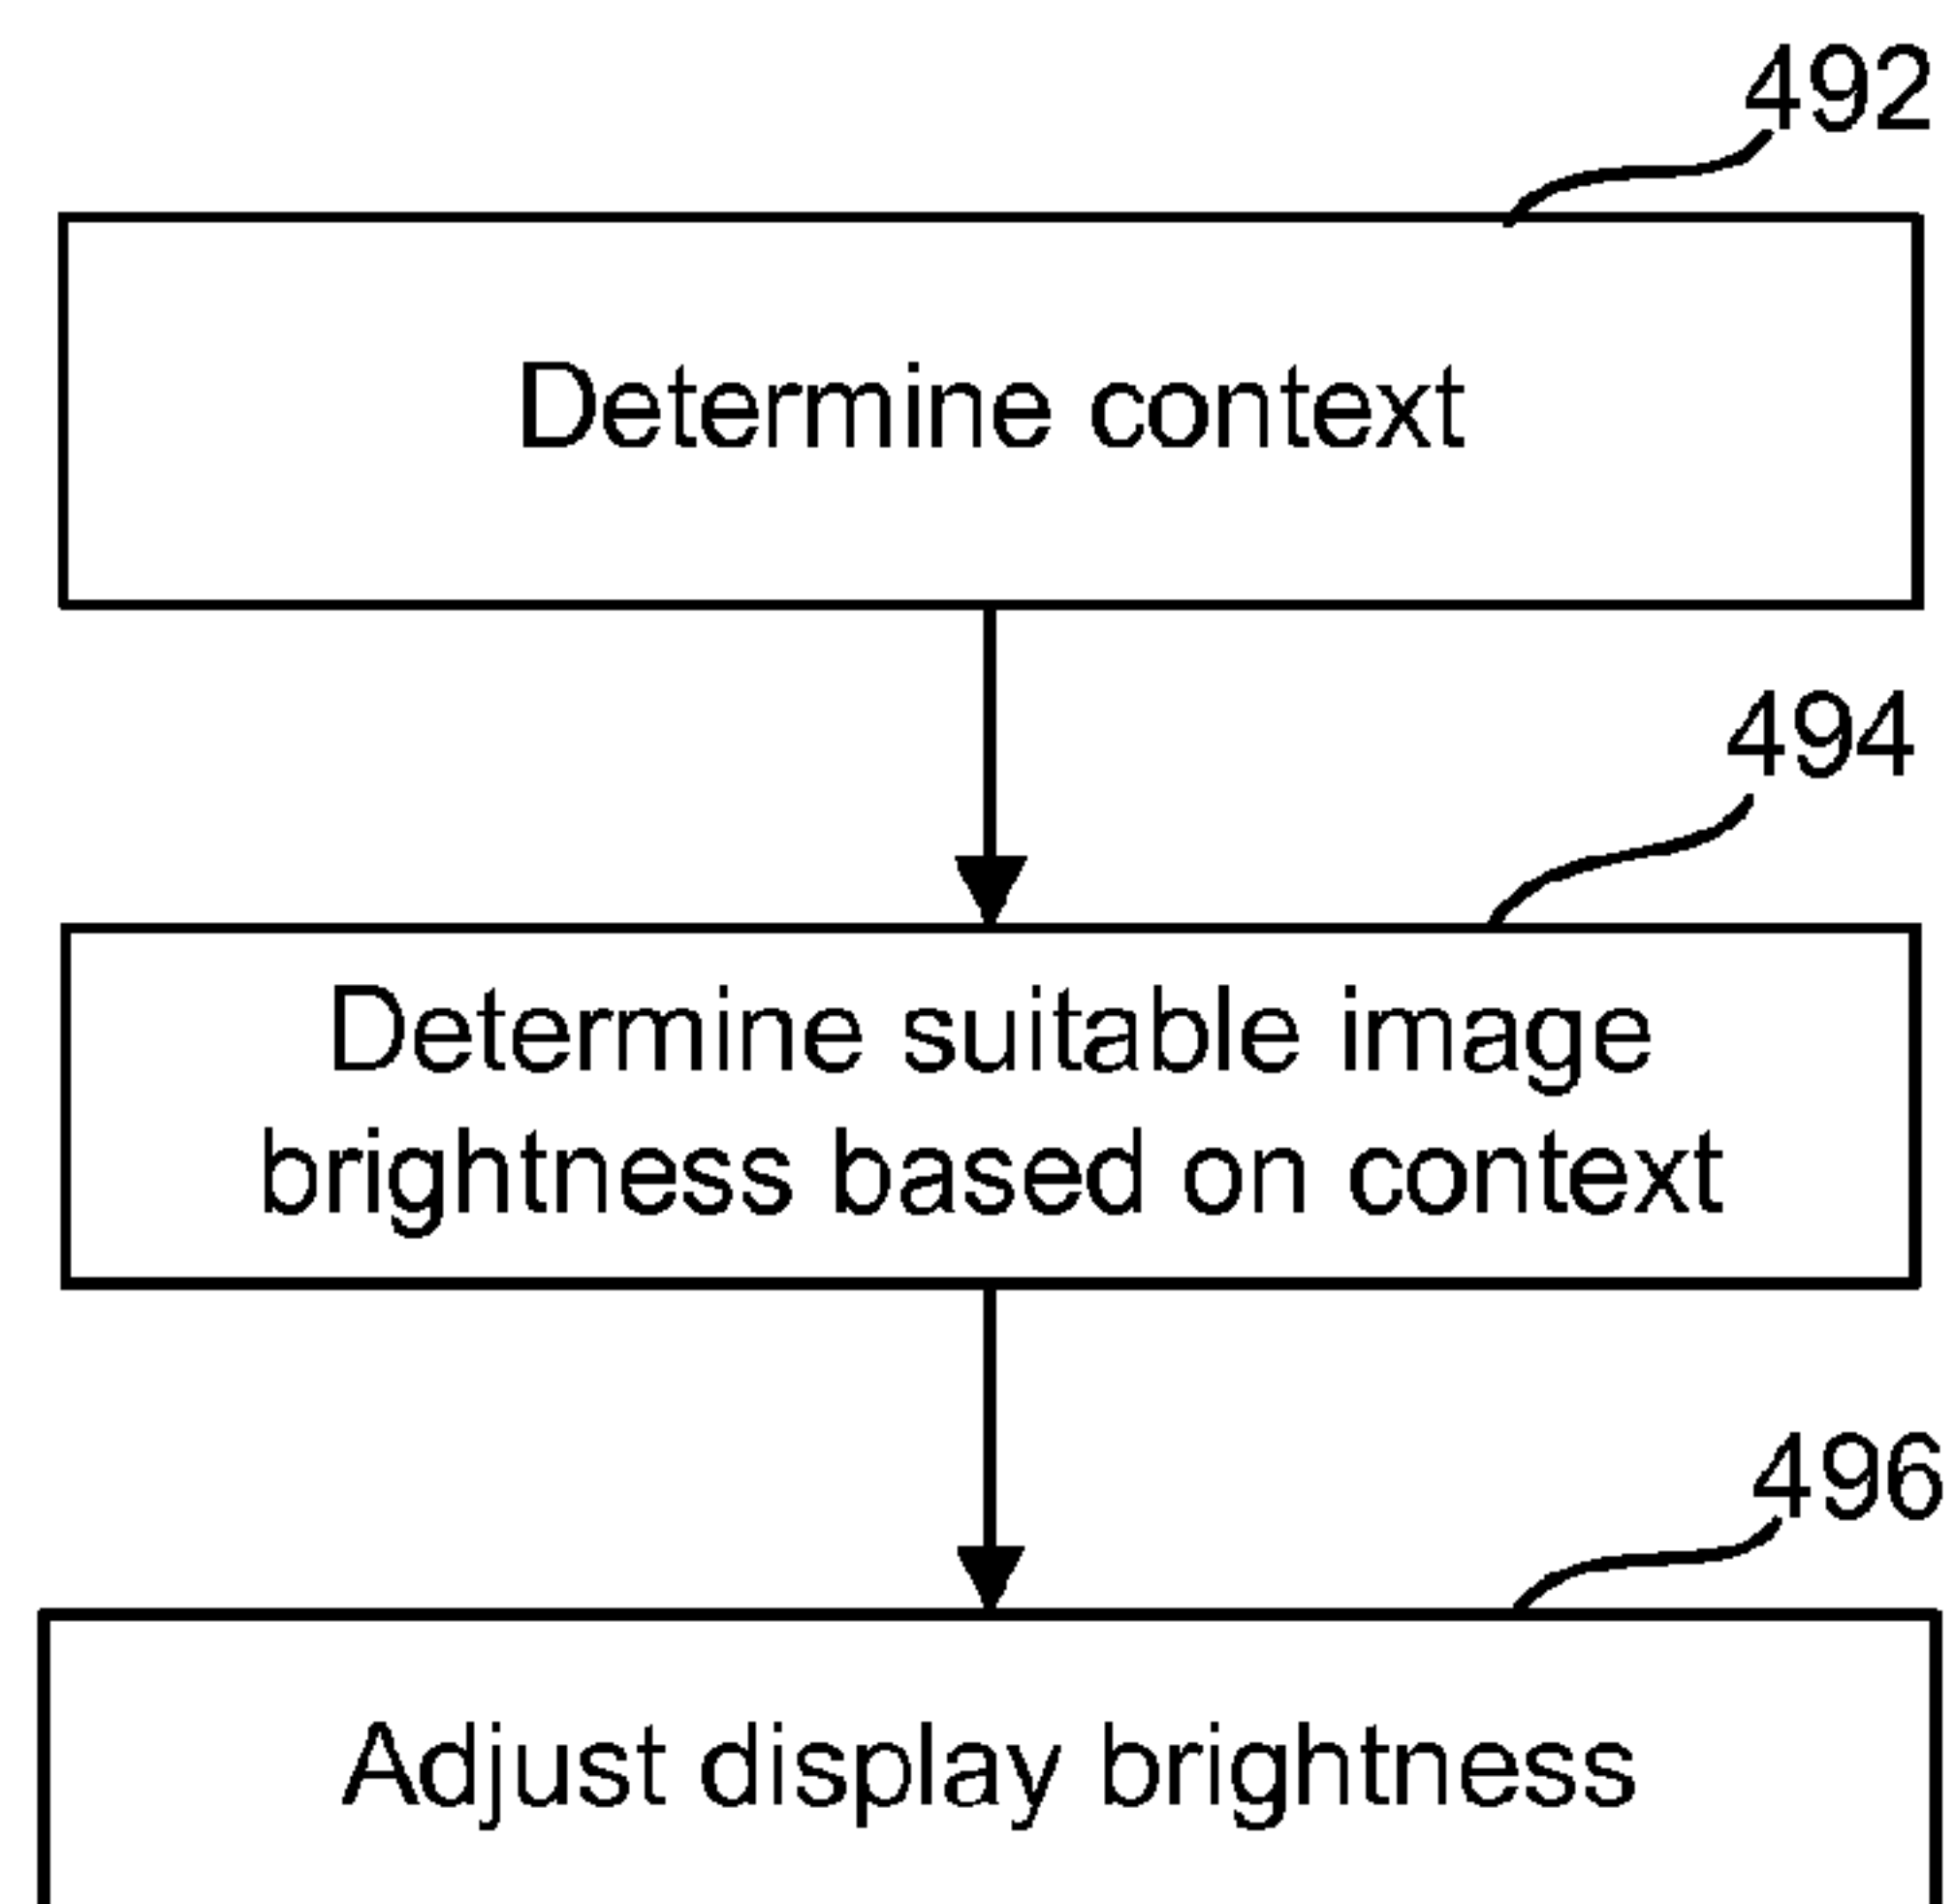 492
Determine context
494
Determine suitable image
brightness based on context
496
Adjust display brightness